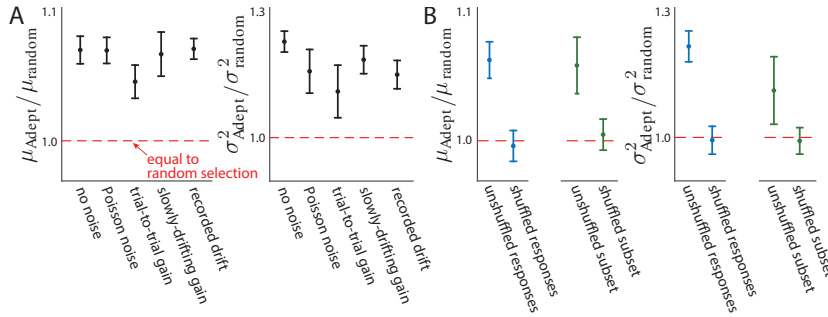 A
μAdept/μrandom
1.1
1.0
equal to
random selection
no noise
Poisson noise
trial-to-trial gain
slowly-drifting gain
recorded drift
σ²Adept/σ²random
1.3
1.0
no noise
Poisson noise
trial-to-trial gain
slowly-drifting gain
recorded drift
B
μAdept/μrandom
1.1
1.0
unshuffled responses
shuffled responses
unshuffled subset
shuffled subset
σ²Adept/σ²random
1.3
1.0
unshuffled responses
shuffled responses
unshuffled subset
shuffled subset